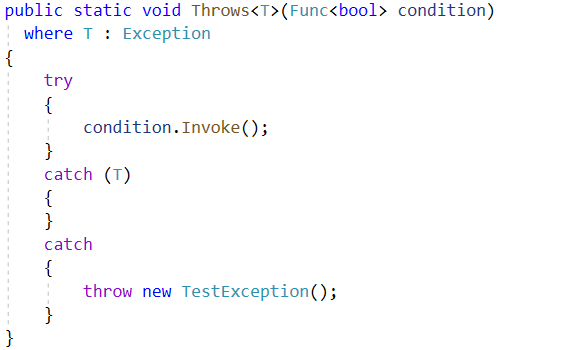 public static void Throws<T>(Func<bool> condition)
  where T : Exception
{
    try
    {
        condition.Invoke();
    }
    catch (T)
    {
    }
    catch
    {
        throw new TestException();
    }
}